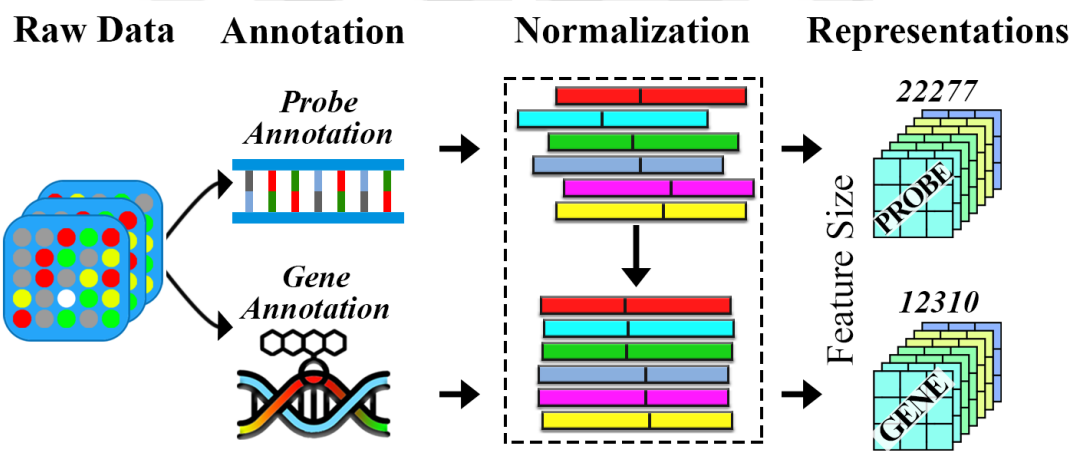 Raw Data
Annotation
Normalization
Representations
Probe
Annotation
Gene
Annotation
Feature Size
22277
PROBE
12310
GENE